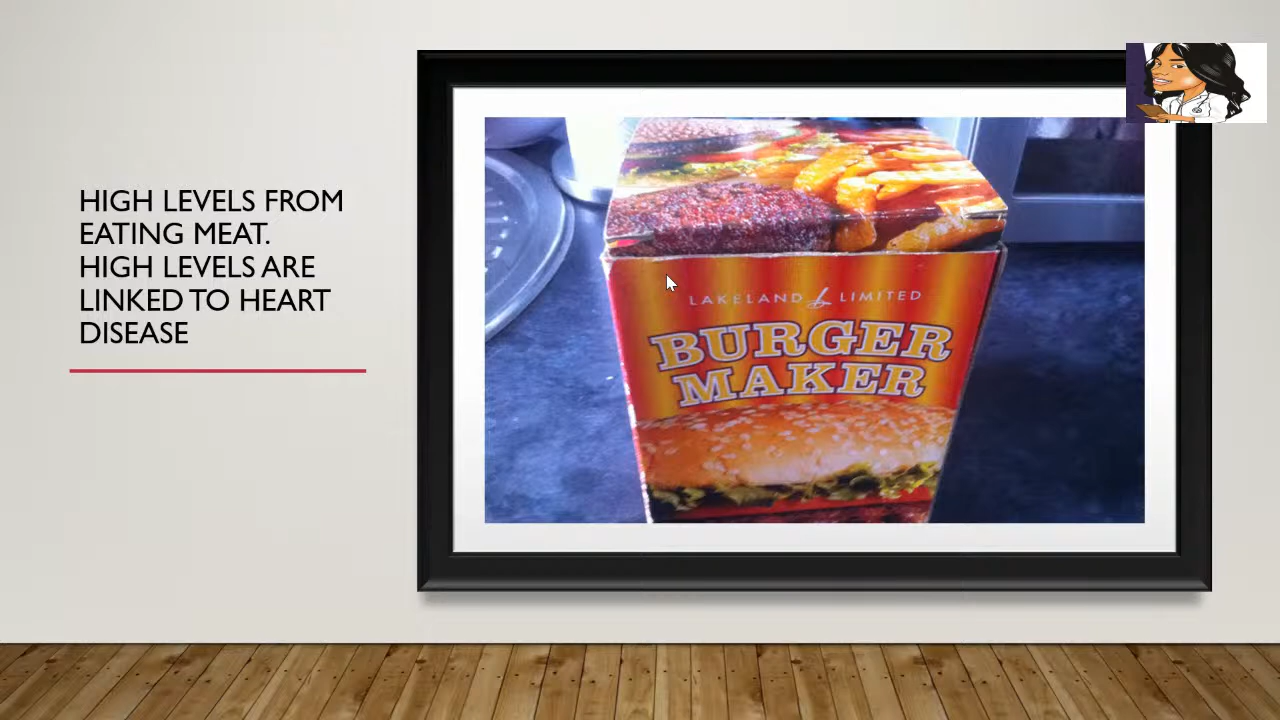 HIGH LEVELS FROM
EATING MEAT.
HIGH LEVELS ARE
LINKED TO HEART
DISEASE
LAKELAND LIMITED
BURGER
MAKER